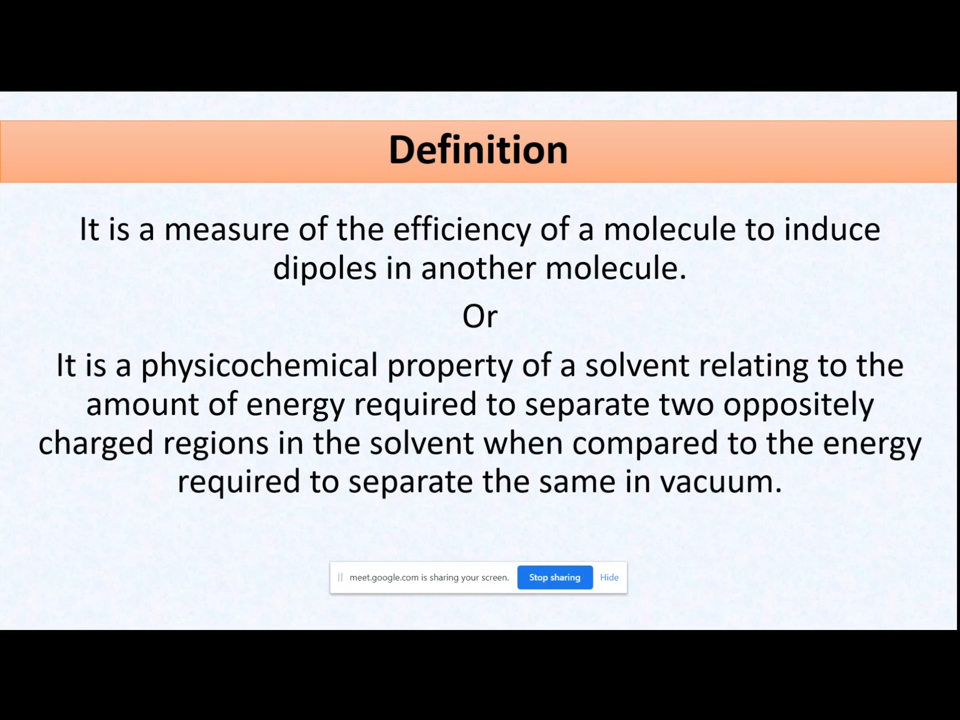 Definition
It is a measure of the efficiency of a molecule to induce
dipoles in another molecule.
Or
It is a physicochemical property of a solvent relating to the
amount of energy required to separate two oppositely
charged regions in the solvent when compared to the energy
required to separate the same in vacuum.
meet.google.com is sharing your screen. Stop sharing Hide